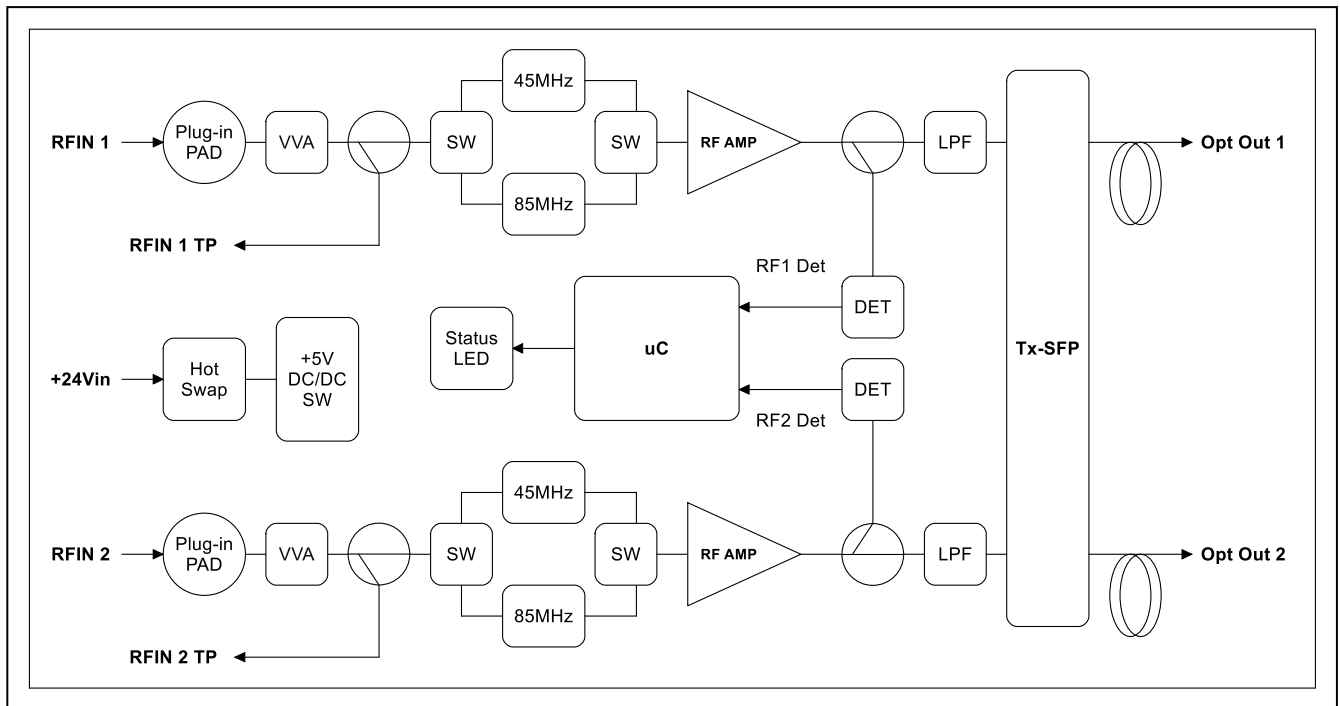 45MHz
RFIN 1
Plug-in
PAD
VVA
SW
SW
RF AMP
LPF
Opt Out 1
85MHz
RFIN 1 TP
RF1 Det
DET
Status
LED
uC
Tx-SFP
+24Vin
Hot
Swap
+5V
DC/DC
SW
DET
RF2 Det
45MHz
RFIN 2
Plug-in
PAD
VVA
SW
SW
RF AMP
LPF
Opt Out 2
85MHz
RFIN 2 TP